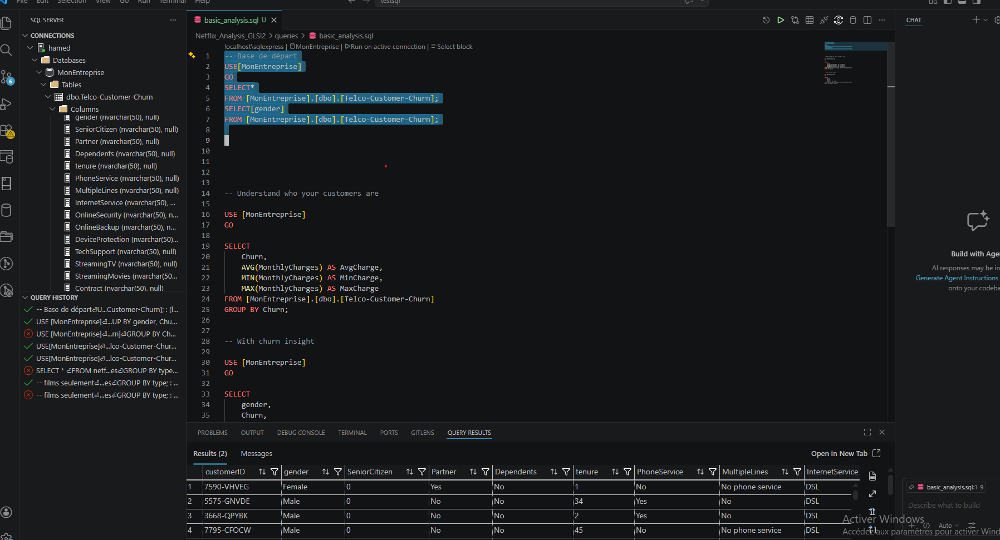 File Edit Selection View Go Run Terminal Help
testsql
SQL SERVER
CONNECTIONS
hamed
Databases
MonEntreprise
Tables
dbo.Telco-Customer-Churn
Columns
gender (nvarchar(50), null)
SeniorCitizen (nvarchar(50), null)
Partner (nvarchar(50), null)
Dependents (nvarchar(50), null)
tenure (nvarchar(50), null)
PhoneService (nvarchar(50), null)
MultipleLines (nvarchar(50), null)
InternetService (nvarchar(50), ...
OnlineSecurity (nvarchar(50), n...
OnlineBackup (nvarchar(50), n...
DeviceProtection (nvarchar(50)...
TechSupport (nvarchar(50), null)
StreamingTV (nvarchar(50), null)
StreamingMovies (nvarchar(50...
Contract (nvarchar(50), null)
QUERY HISTORY
-- Base de départ⏎U...Customer-Churn]; : (l...
USE [MonEntreprise]⏎...UP BY gender, Chu...
USE [MonEntreprise]⏎...rn]⏎GROUP BY Ch...
USE[MonEntreprise]⏎...lco-Customer-Chur...
USE[MonEntreprise]⏎...lco-Customer-Chur...
SELECT * ⏎FROM netf...es⏎GROUP BY type...
-- films seulement⏎...es⏎GROUP BY type; : ...
-- films seulement⏎...es⏎GROUP BY type; : ...
6
basic_analysis.sql U
Netflix_Analysis_GLSI2 > queries > basic_analysis.sql
localhost\sqlexpress | MonEntreprise | Run on active connection | Select block
1 -- Base de départ
2 USE[MonEntreprise]
3 GO
4 SELECT*
5 FROM [MonEntreprise].[dbo].[Telco-Customer-Churn];
6 SELECT[gender]
7 FROM [MonEntreprise].[dbo].[Telco-Customer-Churn];
8
9
10
11
12
13
14 -- Understand who your customers are
15
16 USE [MonEntreprise]
17 GO
18
19 SELECT
20 Churn,
21 AVG(MonthlyCharges) AS AvgCharge,
22 MIN(MonthlyCharges) AS MinCharge,
23 MAX(MonthlyCharges) AS MaxCharge
24 FROM [MonEntreprise].[dbo].[Telco-Customer-Churn]
25 GROUP BY Churn;
26
27
28 -- With churn insight
29
30 USE [MonEntreprise]
31 GO
32
33 SELECT
34 gender,
35 Churn,
PROBLEMS OUTPUT DEBUG CONSOLE TERMINAL PORTS GITLENS QUERY RESULTS
Results (2) Messages
Open in New Tab
customerID gender SeniorCitizen Partner Dependents tenure PhoneService MultipleLines InternetService
1 7590-VHVEG Female 0 Yes No 1 No No phone service DSL
2 5575-GNVDE Male 0 No No 34 Yes No DSL
3 3668-QPYBK Male 0 No No 2 Yes No DSL
4 7795-CFOCW Male 0 No No 45 No No phone service DSL
CHAT
Build with Age
AI responses may be in
Generate Agent Instructions
onto your codeba
basic_analysis.sql:1-9
Describe what to build
Auto
Activer Windows
Accédez aux paramètres pour activer Wind